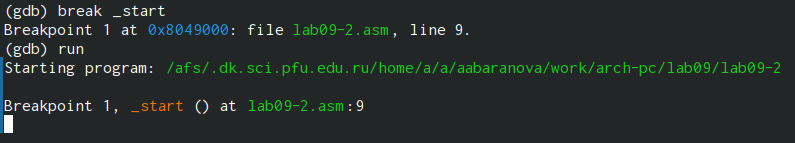 (gdb) break _start
Breakpoint 1 at 0x8049000: file lab09-2.asm, line 9.
(gdb) run
Starting program: /afs/.dk.sci.pfu.edu.ru/home/a/a/aabaranova/work/arch-pc/lab09/lab09-2
Breakpoint 1, _start () at lab09-2.asm:9